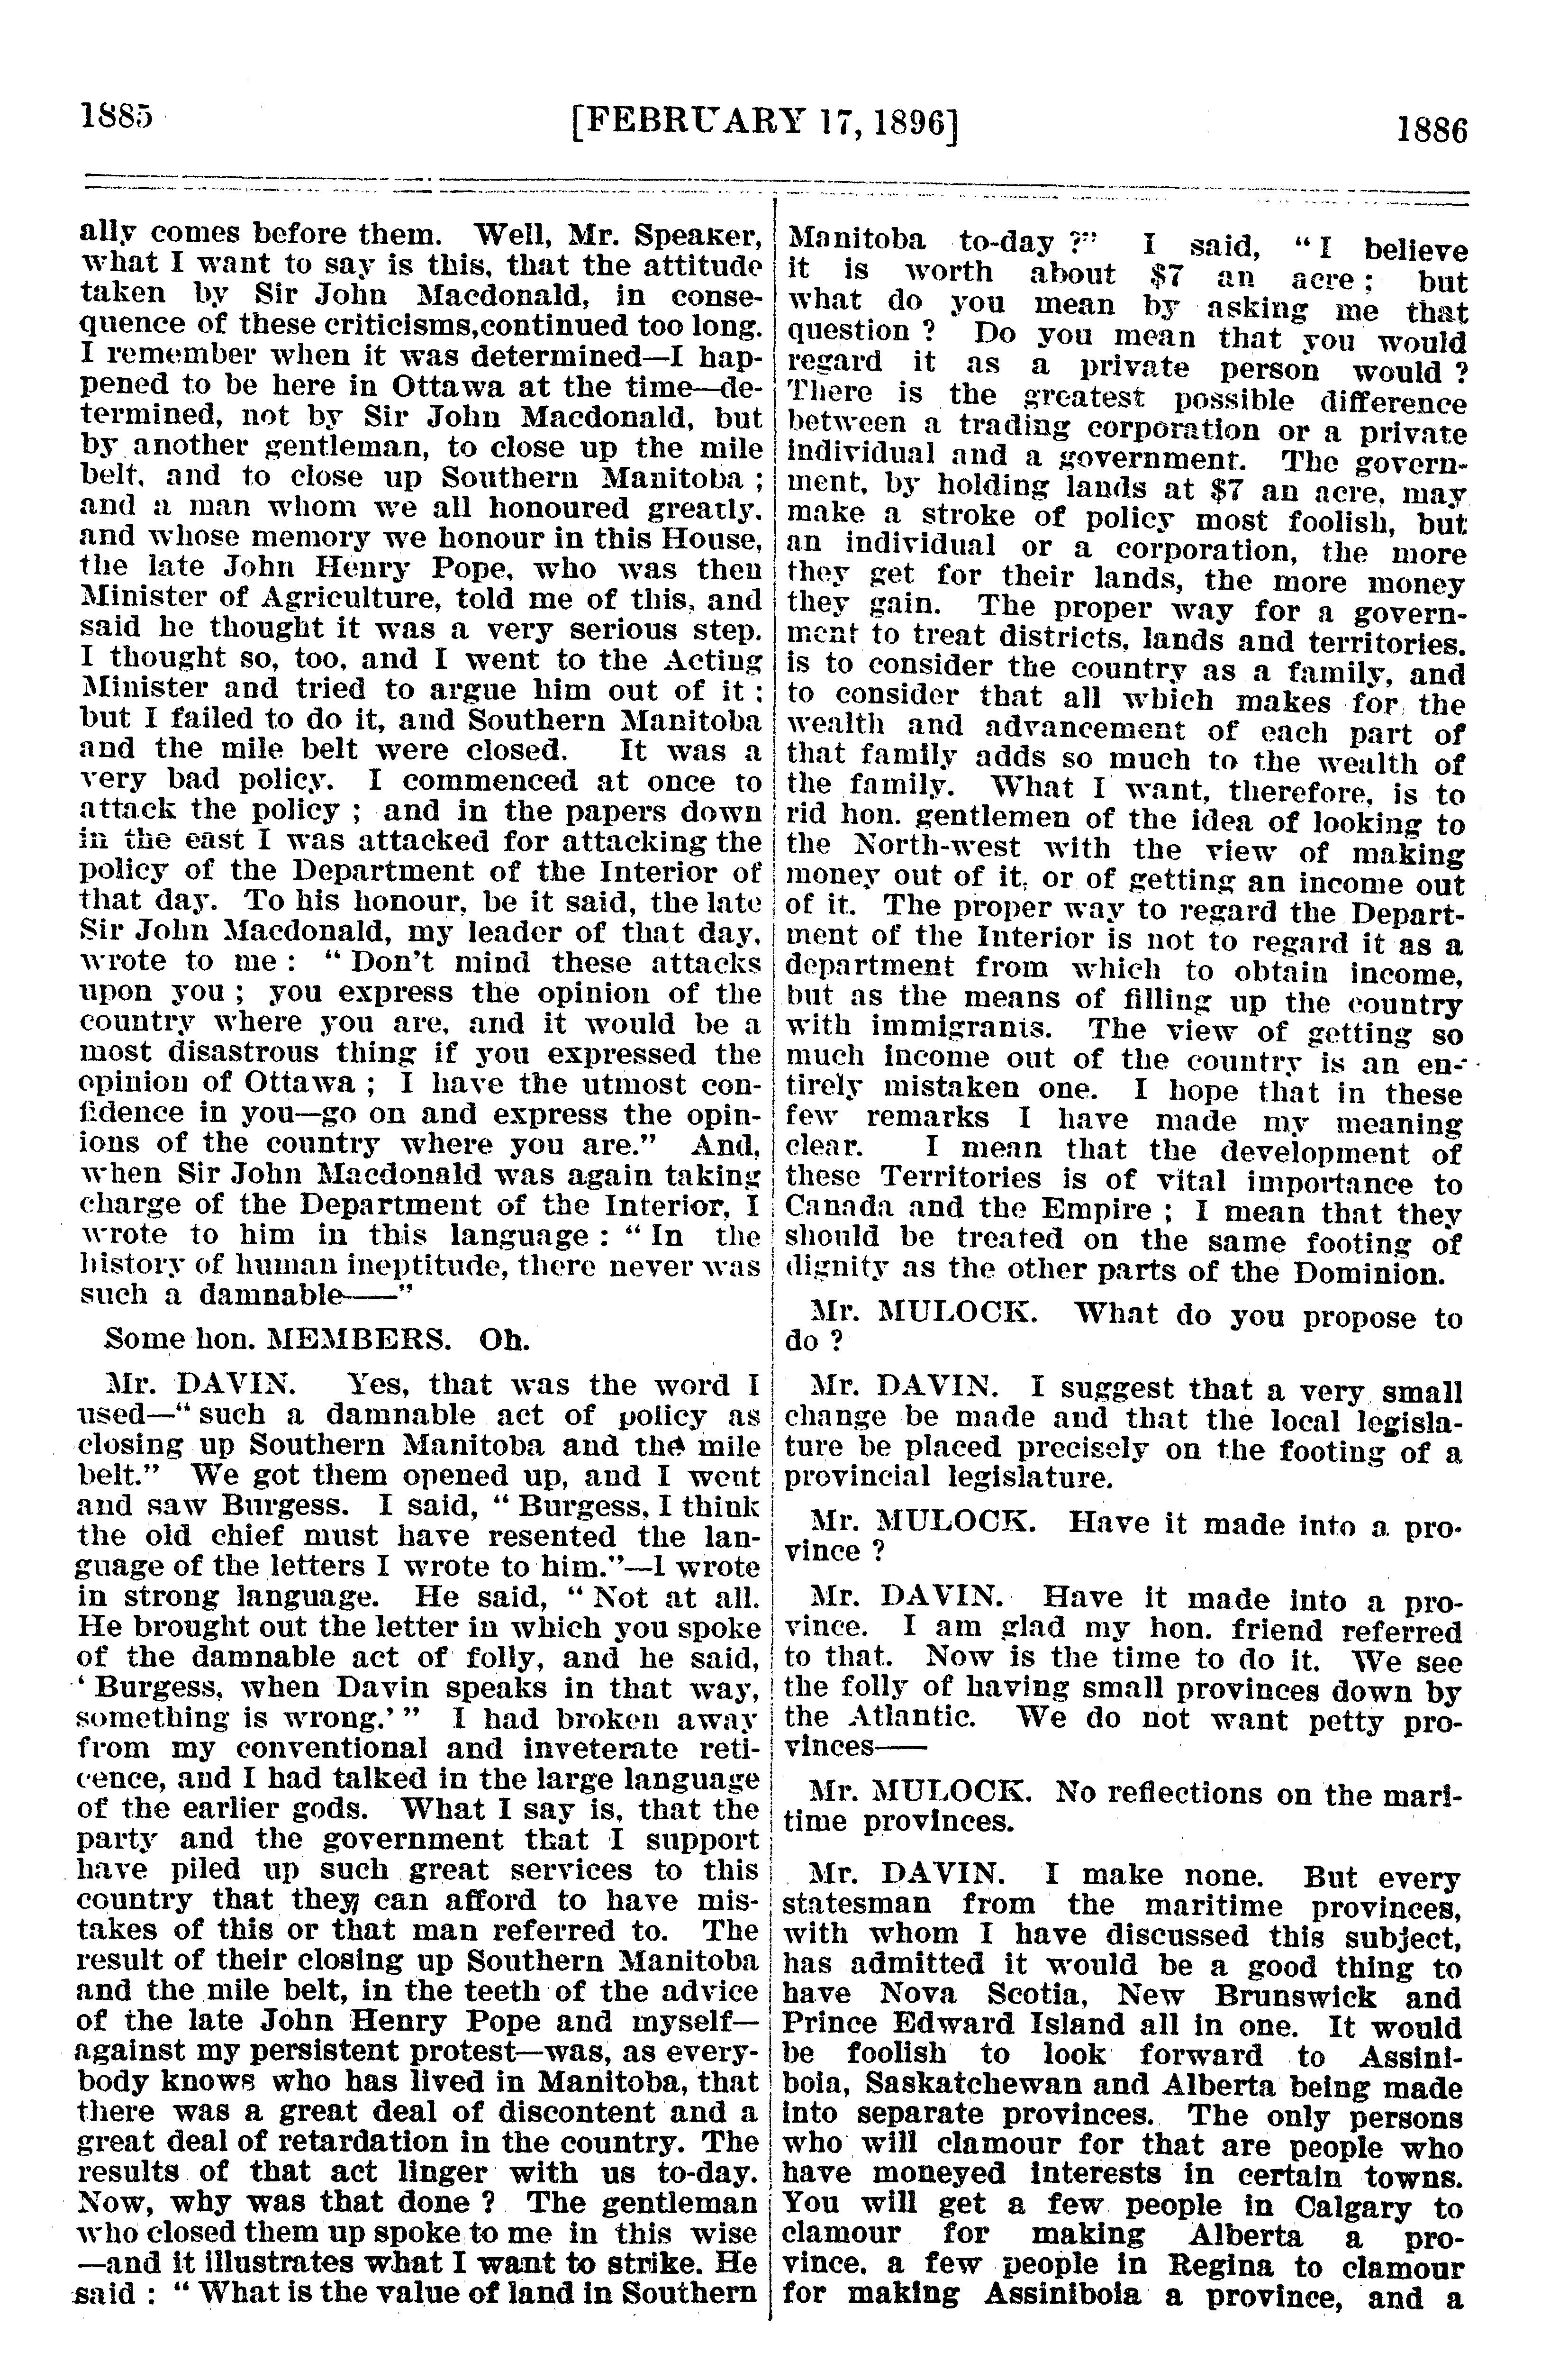 1885
[FEBRUARY 17, 1896]
1886
ally comes before them. Well, Mr. Speaker,
what I want to say is this, that the attitude
taken by Sir John Macdonald, in conse-
quence of these criticisms,continued too long.
I remember when it was determined—I hap-
pened to be here in Ottawa at the time—de-
termined, not by Sir John Macdonald, but
by another gentleman, to close up the mile
belt, and to close up Southern Manitoba ;
and a man whom we all honoured greatly,
and whose memory we honour in this House,
the late John Henry Pope, who was then
Minister of Agriculture, told me of this, and
said he thought it was a very serious step.
I thought so, too, and I went to the Acting
Minister and tried to argue him out of it ;
but I failed to do it, and Southern Manitoba
and the mile belt were closed. It was a
very bad policy. I commenced at once to
attack the policy ; and in the papers down
in the east I was attacked for attacking the
policy of the Department of the Interior of
that day. To his honour, be it said, the late
Sir John Macdonald, my leader of that day,
wrote to me : " Don't mind these attacks
upon you ; you express the opinion of the
country where you are, and it would be a
most disastrous thing if you expressed the
opinion of Ottawa ; I have the utmost con-
fidence in you—go on and express the opin-
ions of the country where you are." And,
when Sir John Macdonald was again taking
charge of the Department of the Interior, I
wrote to him in this language : " In the
history of human ineptitude, there never was
such a damnable——"
Some hon. MEMBERS. Oh.
Mr. DAVIN. Yes, that was the word I
used—" such a damnable act of policy as
closing up Southern Manitoba and the mile
belt." We got them opened up, and I went
and saw Burgess. I said, " Burgess, I think
the old chief must have resented the lan-
guage of the letters I wrote to him."—I wrote
in strong language. He said, " Not at all.
He brought out the letter in which you spoke
of the damnable act of folly, and he said,
' Burgess, when Davin speaks in that way,
something is wrong.' " I had broken away
from my conventional and inveterate reti-
cence, and I had talked in the large language
of the earlier gods. What I say is, that the
party and the government that I support
have piled up such great services to this
country that they can afford to have mis-
takes of this or that man referred to. The
result of their closing up Southern Manitoba
and the mile belt, in the teeth of the advice
of the late John Henry Pope and myself—
against my persistent protest—was, as every-
body knows who has lived in Manitoba, that
there was a great deal of discontent and a
great deal of retardation in the country. The
results of that act linger with us to-day.
Now, why was that done ? The gentleman
who closed them up spoke to me in this wise
—and it illustrates what I want to strike. He
said : " What is the value of land in Southern
Manitoba to-day ?" I said, " I believe
it is worth about $7 an acre ; but
what do you mean by asking me that
question ? Do you mean that you would
regard it as a private person would ?
There is the greatest possible difference
between a trading corporation or a private
individual and a government. The govern-
ment, by holding lands at $7 an acre, may
make a stroke of policy most foolish, but
an individual or a corporation, the more
they get for their lands, the more money
they gain. The proper way for a govern-
ment to treat districts, lands and territories,
is to consider the country as a family, and
to consider that all which makes for the
wealth and advancement of each part of
that family adds so much to the wealth of
the family. What I want, therefore, is to
rid hon. gentlemen of the idea of looking to
the North-west with the view of making
money out of it, or of getting an income out
of it. The proper way to regard the Depart-
ment of the Interior is not to regard it as a
department from which to obtain income,
but as the means of filling up the country
with immigrants. The view of getting so
much income out of the country is an en-
tirely mistaken one. I hope that in these
few remarks I have made my meaning
clear. I mean that the development of
these Territories is of vital importance to
Canada and the Empire ; I mean that they
should be treated on the same footing of
dignity as the other parts of the Dominion.
Mr. MULOCK. What do you propose to
do ?
Mr. DAVIN. I suggest that a very small
change be made and that the local legisla-
ture be placed precisely on the footing of a
provincial legislature.
Mr. MULOCK. Have it made into a pro-
vince ?
Mr. DAVIN. Have it made into a pro-
vince. I am glad my hon. friend referred
to that. Now is the time to do it. We see
the folly of having small provinces down by
the Atlantic. We do not want petty pro-
vinces——
Mr. MULOCK. No reflections on the mari-
time provinces.
Mr. DAVIN. I make none. But every
statesman from the maritime provinces,
with whom I have discussed this subject,
has admitted it would be a good thing to
have Nova Scotia, New Brunswick and
Prince Edward Island all in one. It would
be foolish to look forward to Assini-
boia, Saskatchewan and Alberta being made
into separate provinces. The only persons
who will clamour for that are people who
have moneyed interests in certain towns.
You will get a few people in Calgary to
clamour for making Alberta a pro-
vince, a few people in Regina to clamour
for making Assiniboia a province, and a